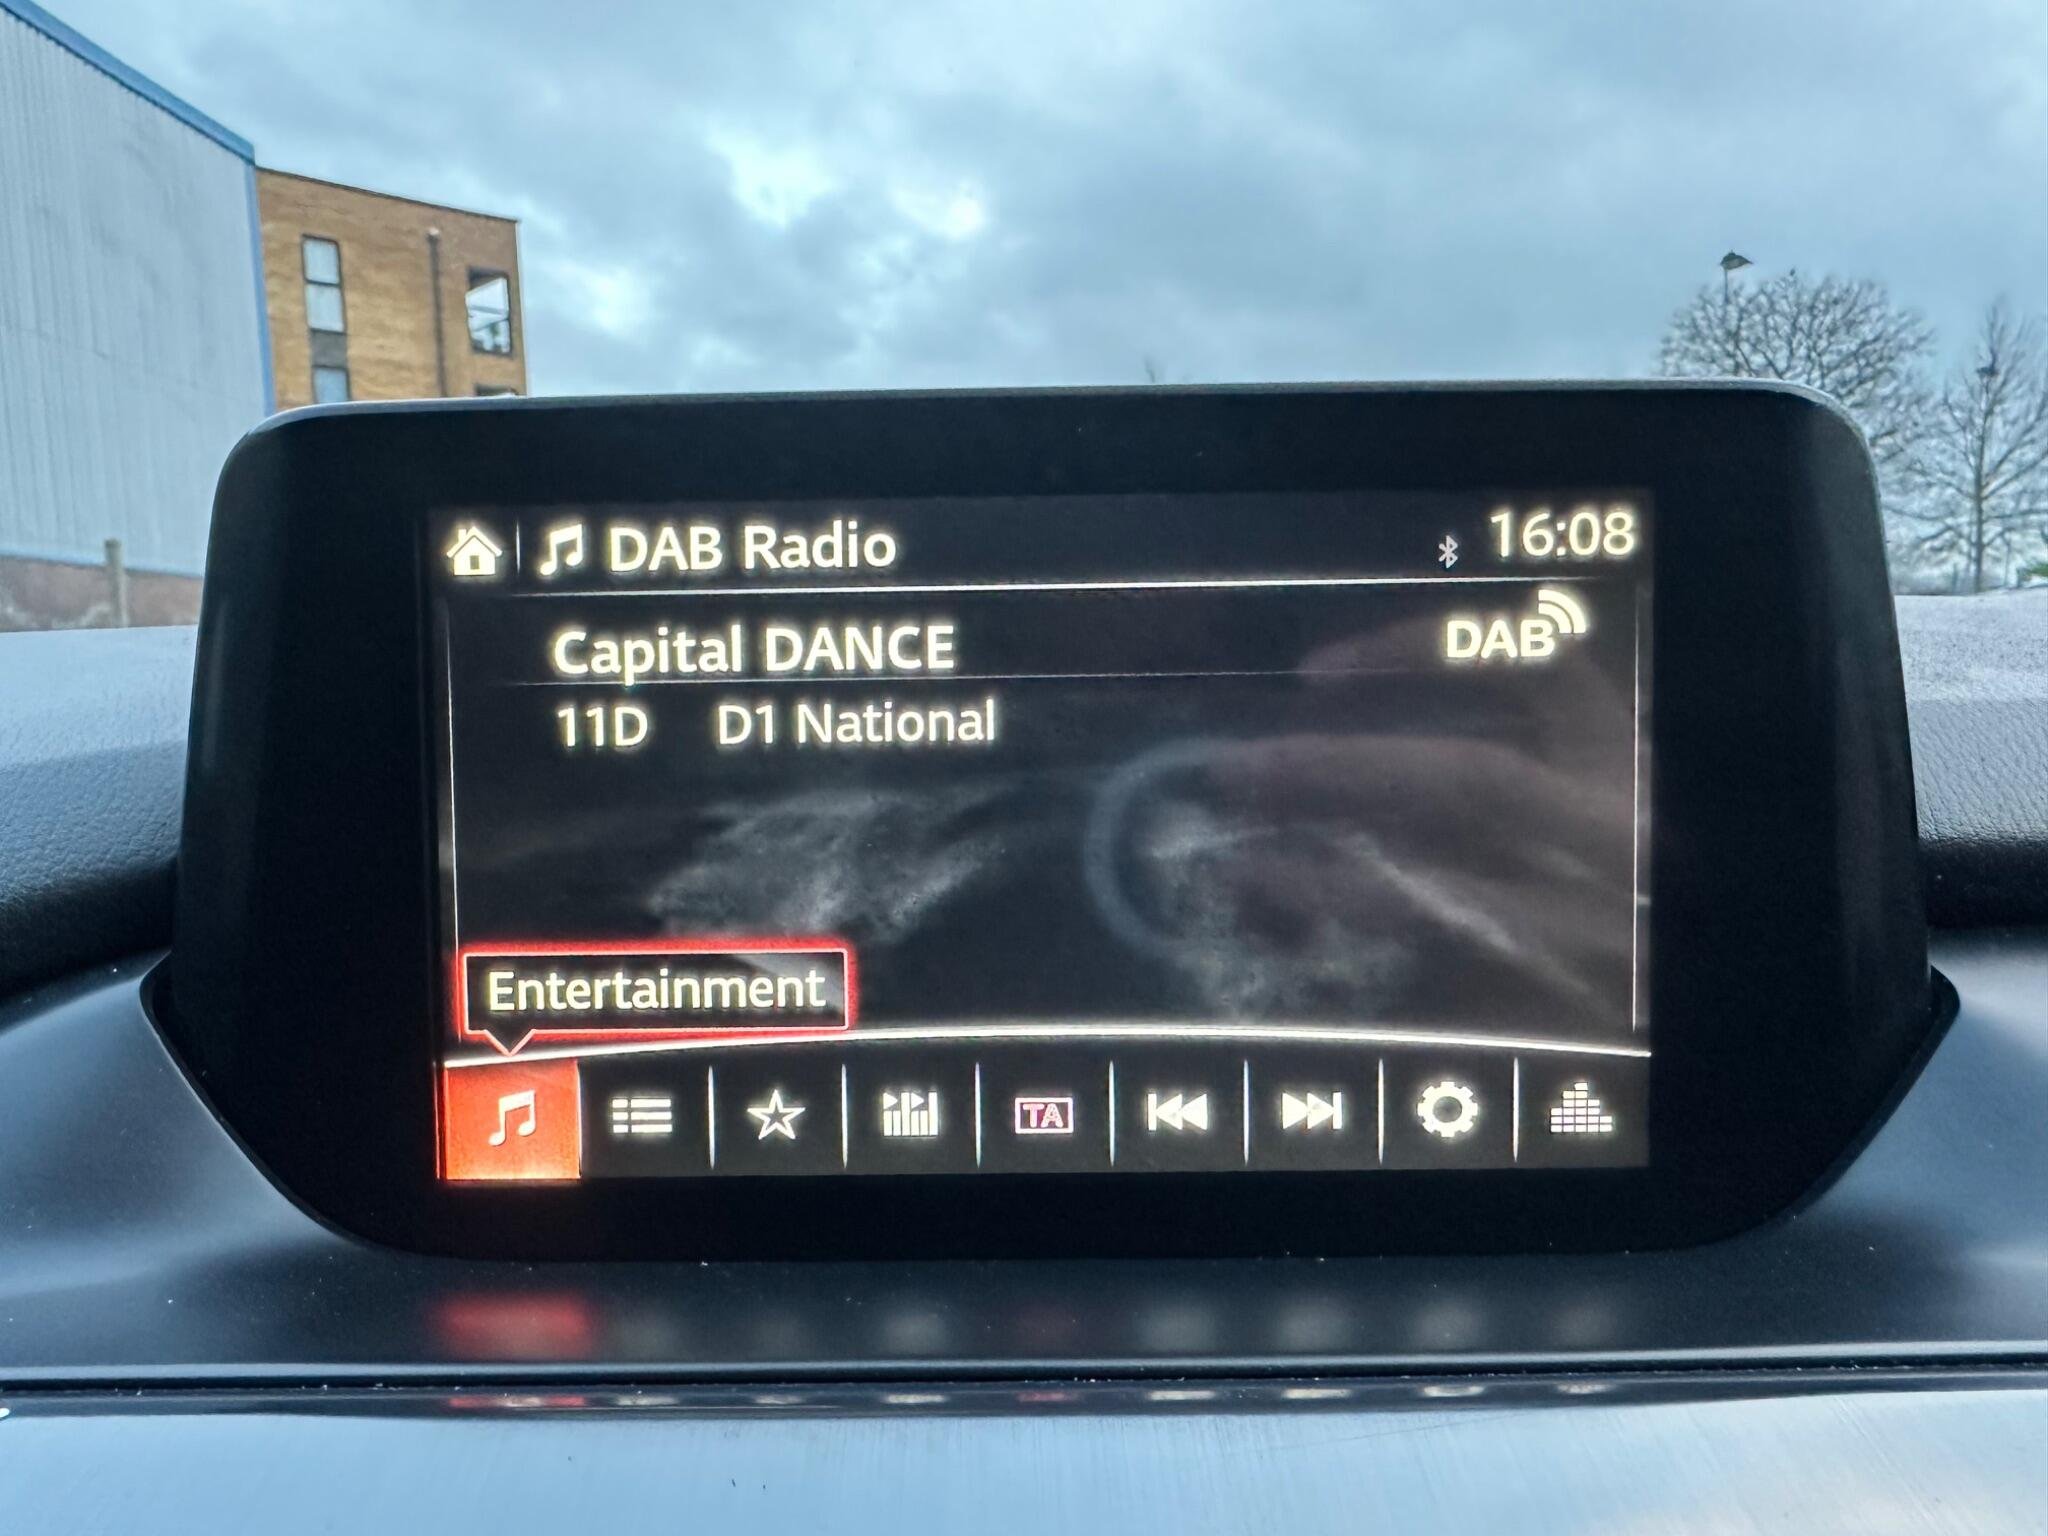 DAB Radio 16:08
Capital DANCE DAB
11D D1 National
Entertainment
TA